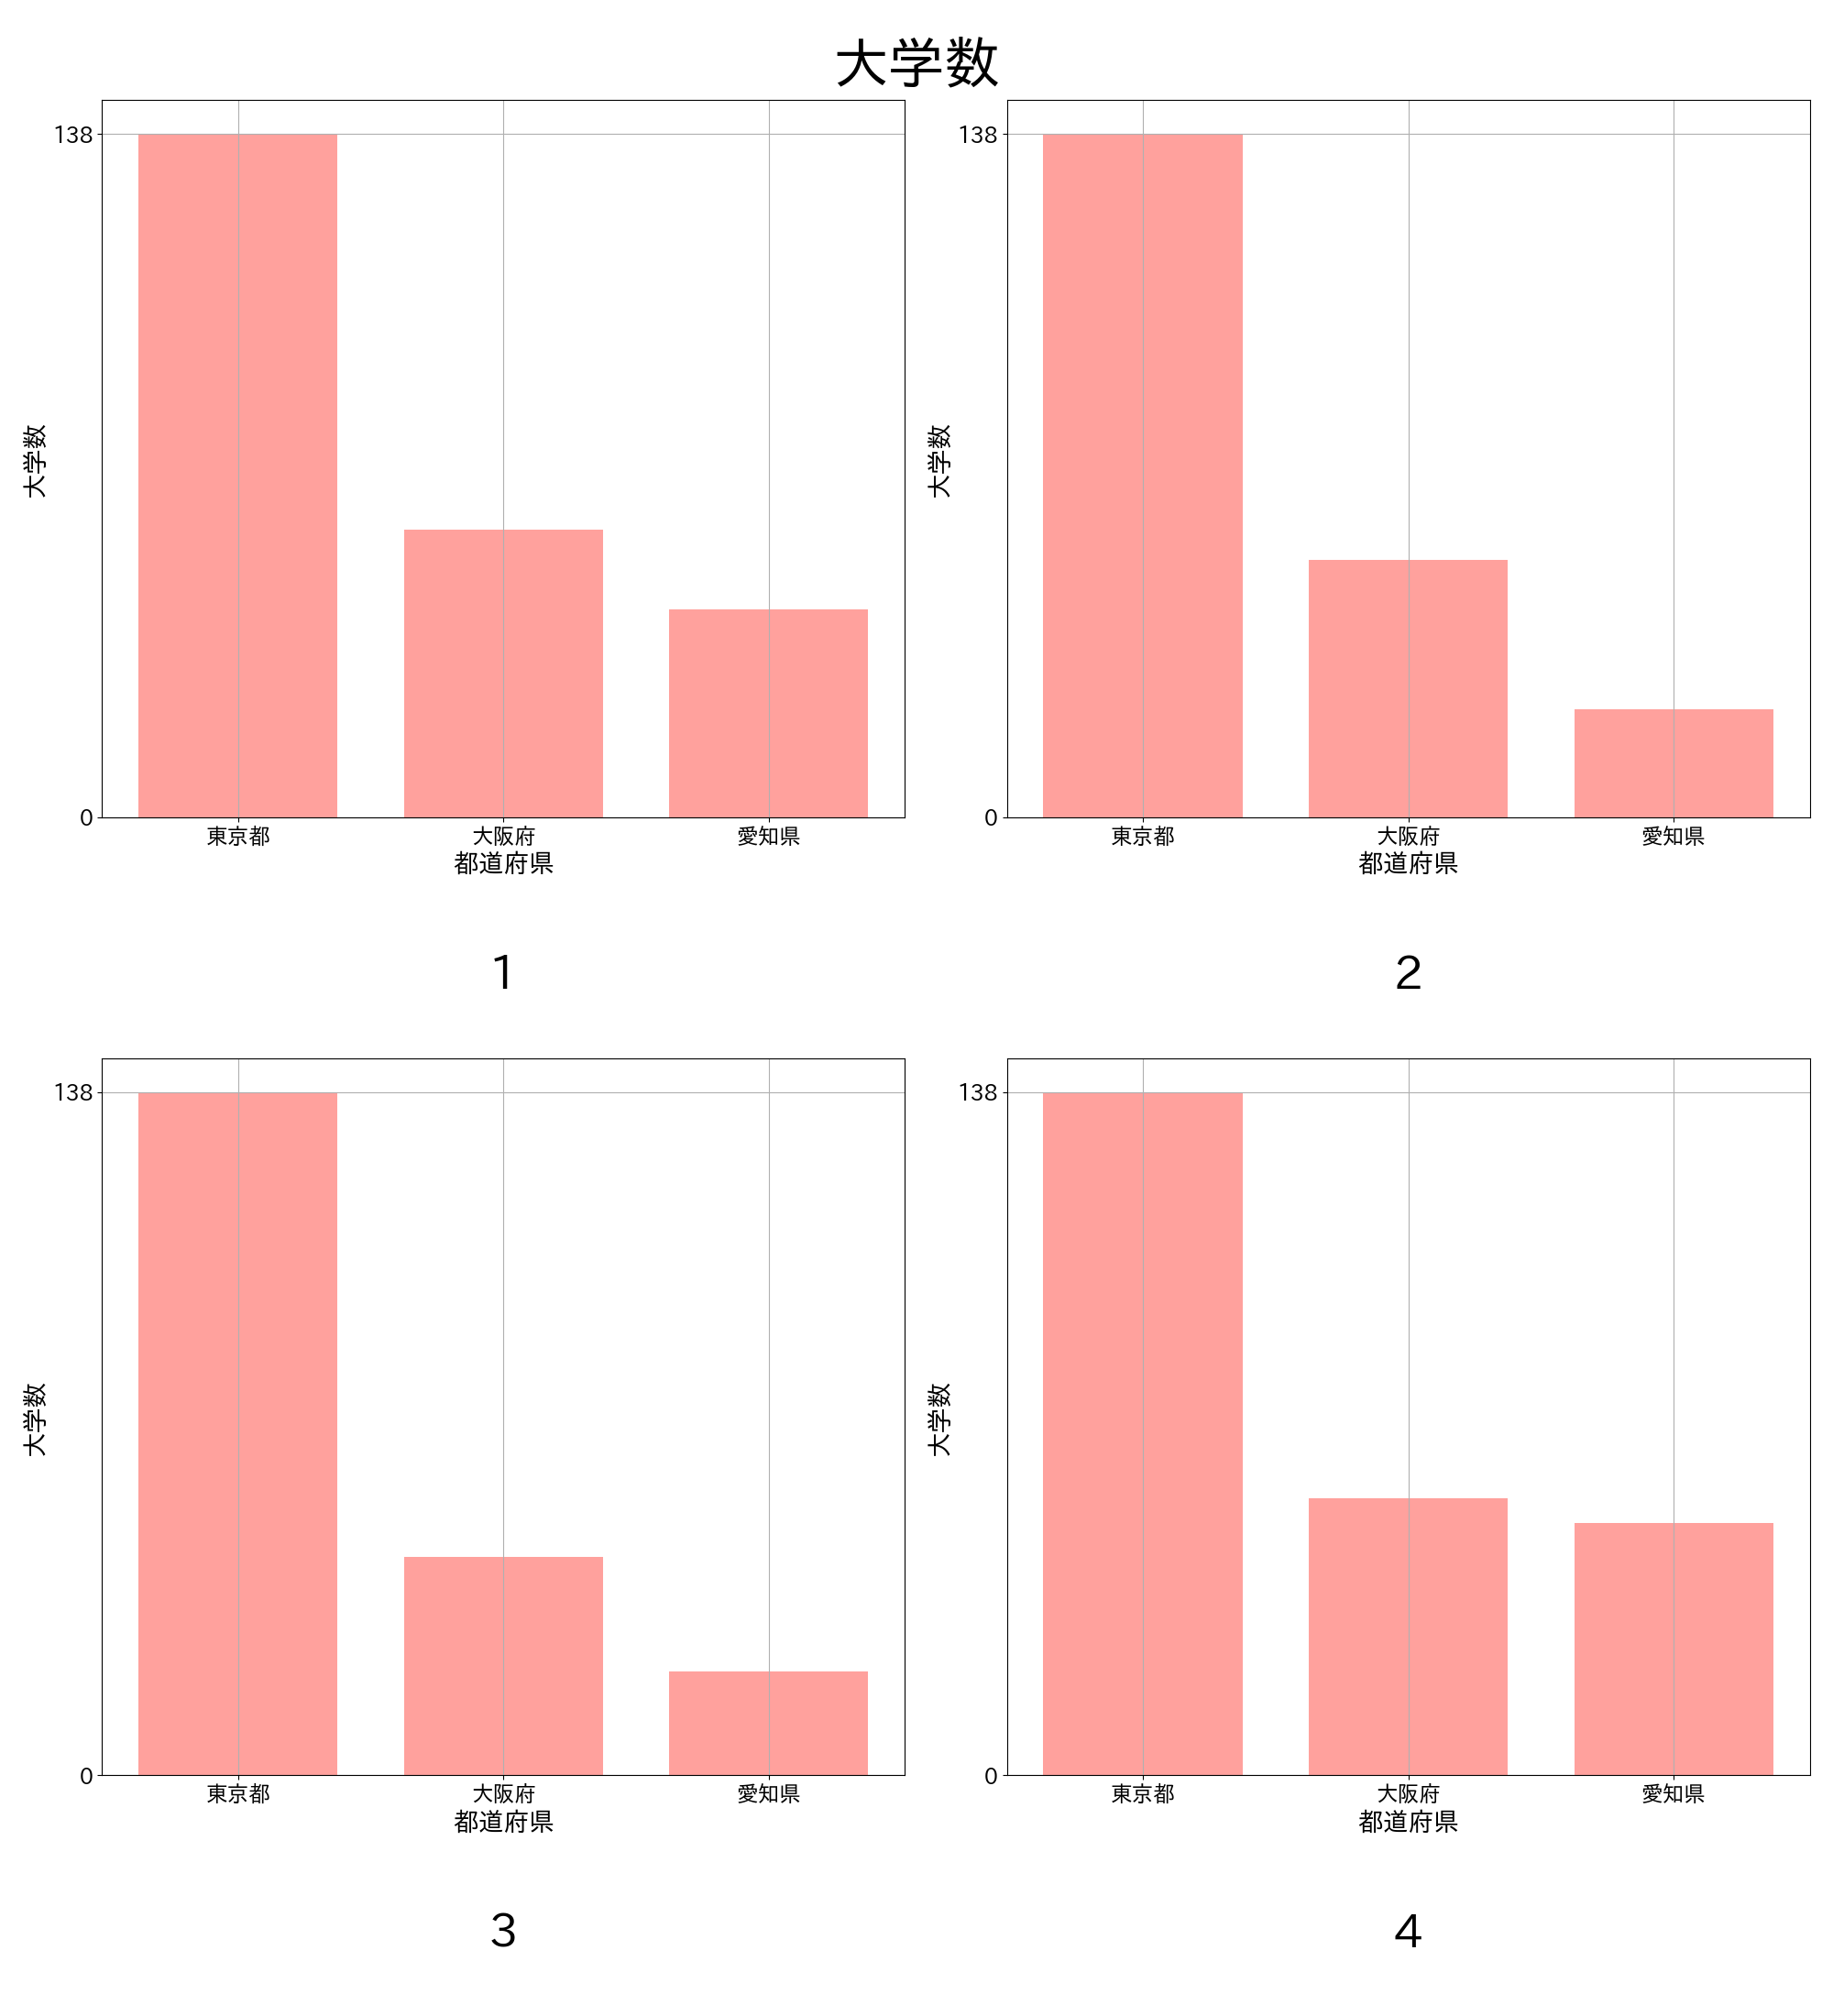 大学数
138
0
大学数
東京都 大阪府 愛知県
都道府県
1
138
0
大学数
東京都 大阪府 愛知県
都道府県
2
138
0
大学数
東京都 大阪府 愛知県
都道府県
3
138
0
大学数
東京都 大阪府 愛知県
都道府県
4